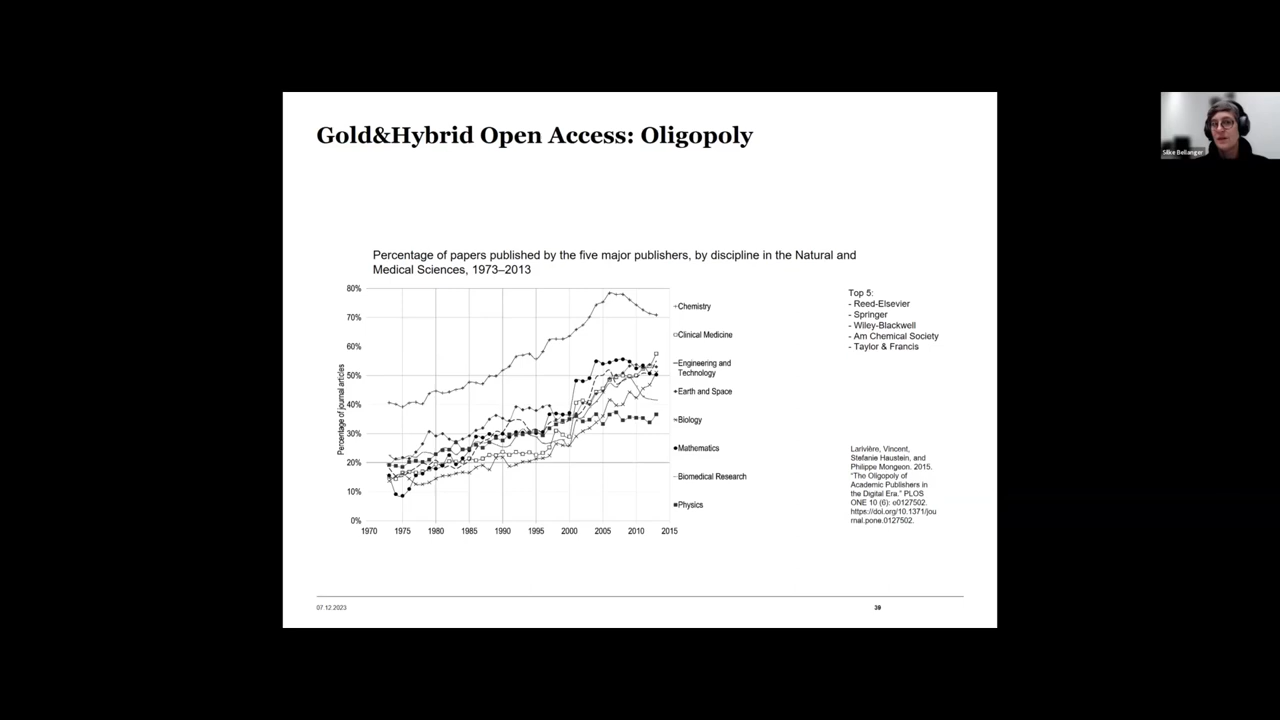 Gold&Hybrid Open Access: Oligopoly
Silke Bellanger
Percentage of papers published by the five major publishers, by discipline in the Natural and
Medical Sciences, 1973–2013
Percentage of journal articles
80%
70%
60%
50%
40%
30%
20%
10%
0%
1970 1975 1980 1985 1990 1995 2000 2005 2010 2015
Chemistry
Clinical Medicine
Engineering and
Technology
Earth and Space
Biology
Mathematics
Biomedical Research
Physics
Top 5:
- Reed-Elsevier
- Springer
- Wiley-Blackwell
- Am Chemical Society
- Taylor & Francis
Larivière, Vincent,
Stefanie Haustein, and
Philippe Mongeon. 2015.
“The Oligopoly of
Academic Publishers in
the Digital Era.” PLOS
ONE 10 (6): e0127502.
https://doi.org/10.1371/jou
rnal.pone.0127502.
07.12.2023
39